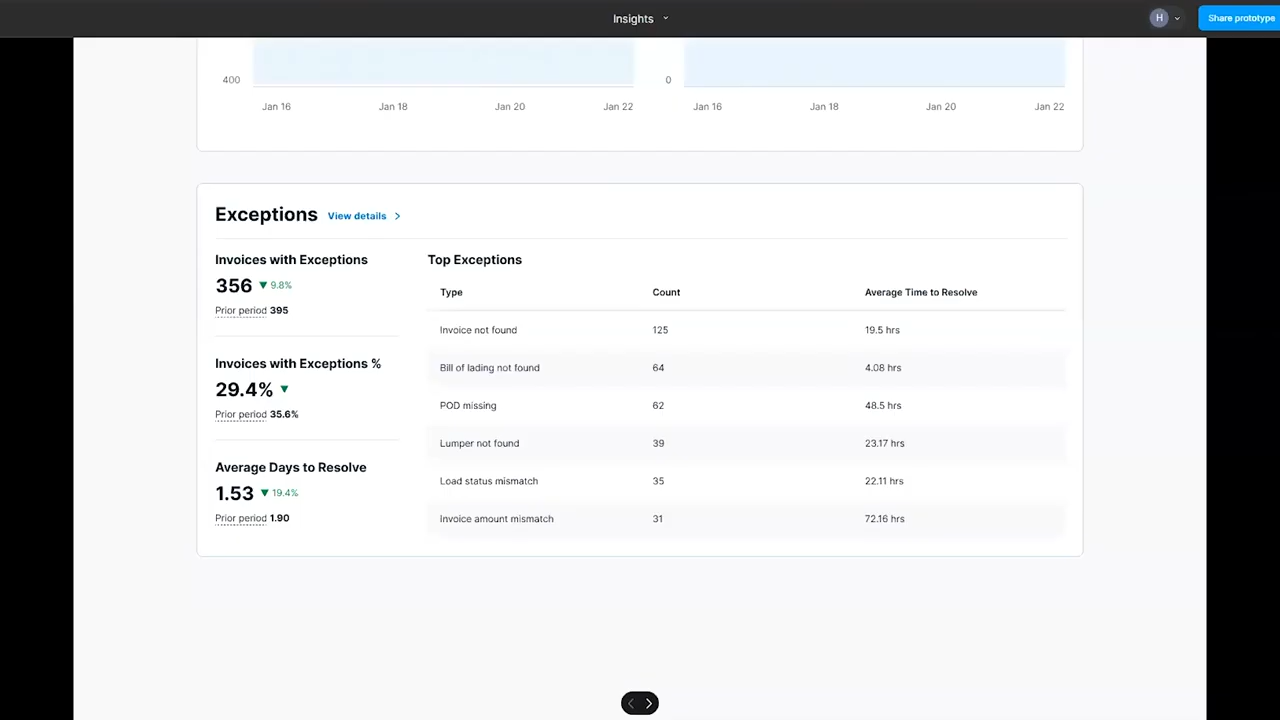 Insights
H
Share prototype
400
0
Jan 16 Jan 18 Jan 20 Jan 22
Jan 16 Jan 18 Jan 20 Jan 22
Exceptions View details
Invoices with Exceptions
356 9.8%
Prior period 395
Invoices with Exceptions %
29.4%
Prior period 35.6%
Average Days to Resolve
1.53 19.4%
Prior period 1.90
Top Exceptions
Type Count Average Time to Resolve
Invoice not found 125 19.5 hrs
Bill of lading not found 64 4.08 hrs
POD missing 62 48.5 hrs
Lumper not found 39 23.17 hrs
Load status mismatch 35 22.11 hrs
Invoice amount mismatch 31 72.16 hrs